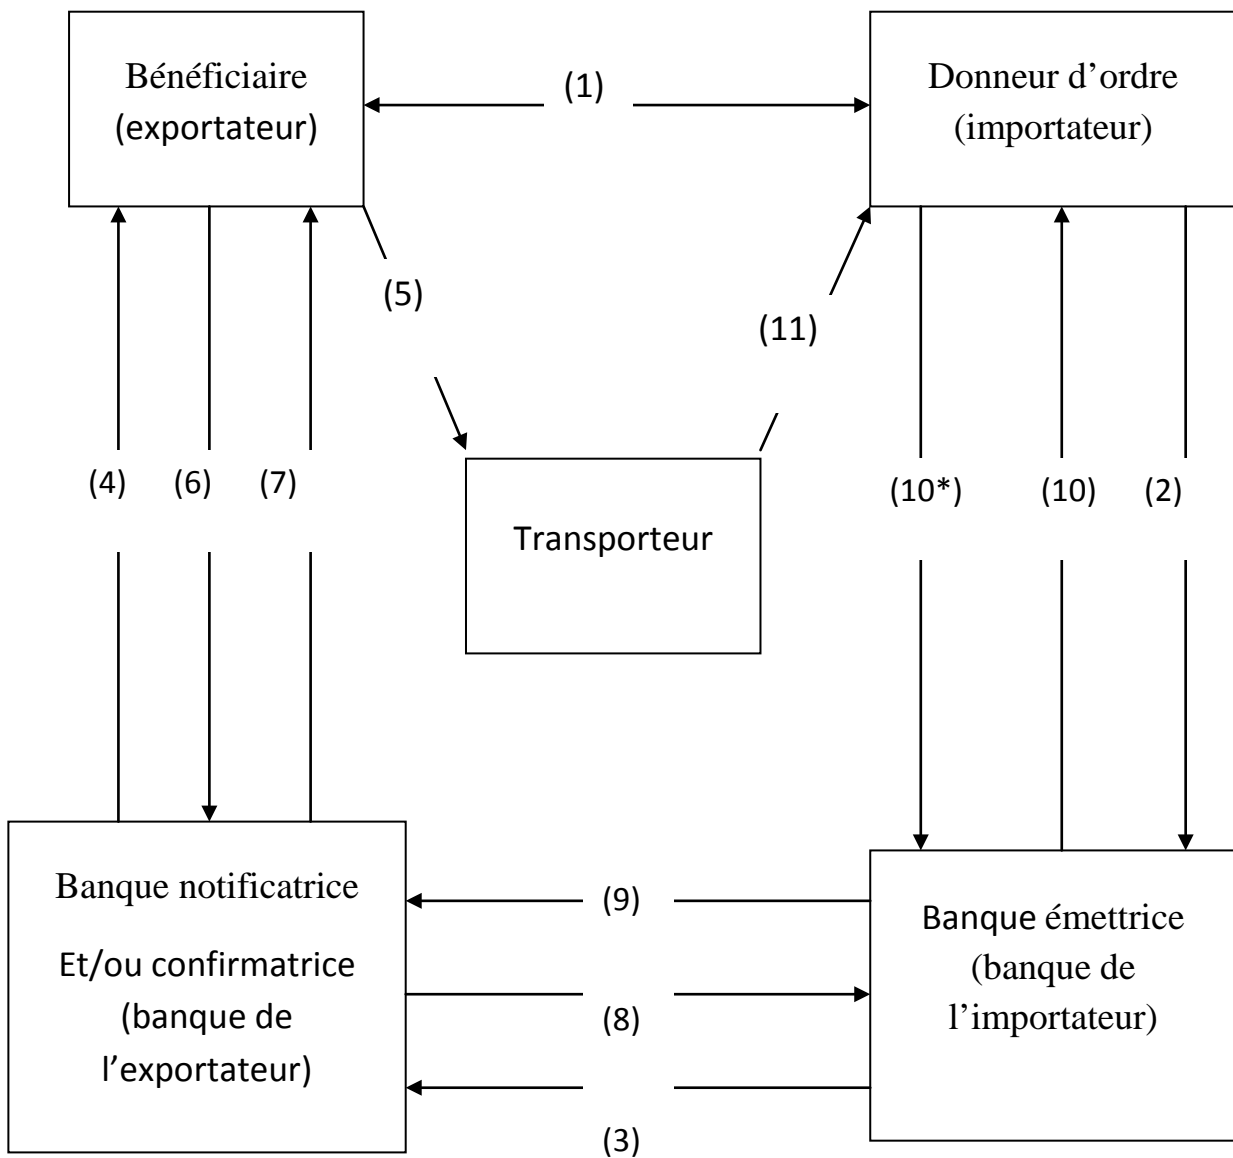 Bénéficiaire
(exportateur)
(1)
Donneur d’ordre
(importateur)
(5)
(11)
(4)
(6)
(7)
(10*)
(10)
(2)
Transporteur
Banque notificatrice
Et/ou confirmatrice
(banque de
l’exportateur)
(9)
(8)
(3)
Banque émettrice
(banque de
l’importateur)